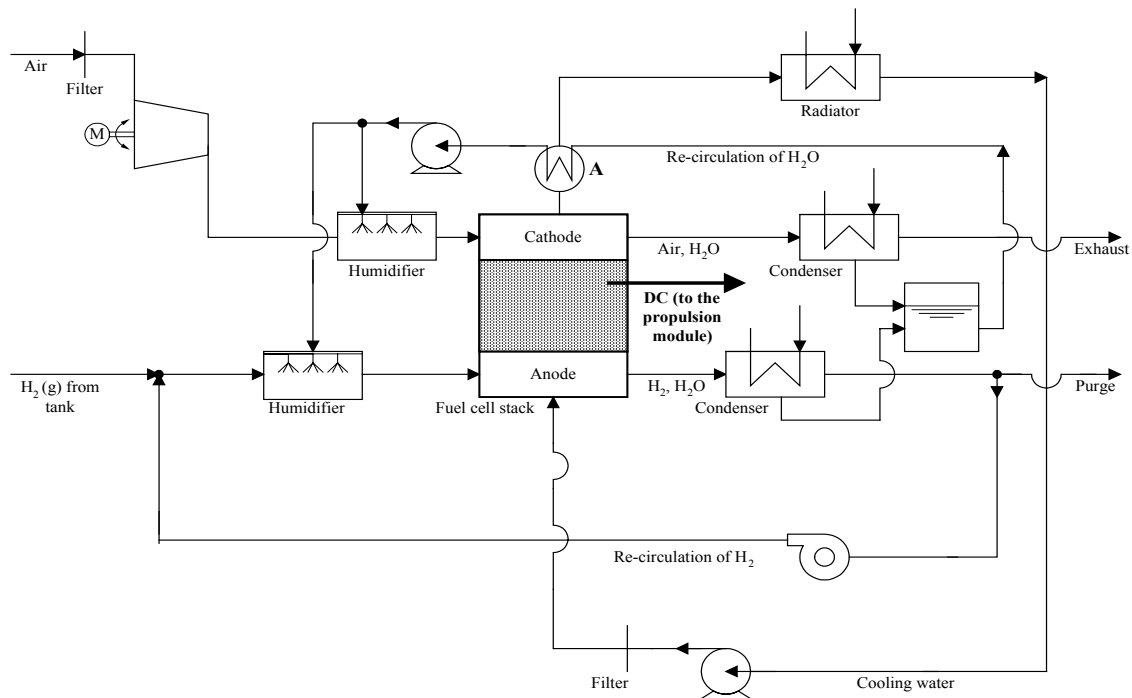 Air
Filter
M
Radiator
Re-circulation of H₂O
A
Cathode
Air, H₂O
Exhaust
Humidifier
Condenser
DC (to the
propulsion
module)
H₂ (g) from
tank
Anode
H₂, H₂O
Purge
Humidifier
Fuel cell stack
Condenser
Re-circulation of H₂
Filter
Cooling water